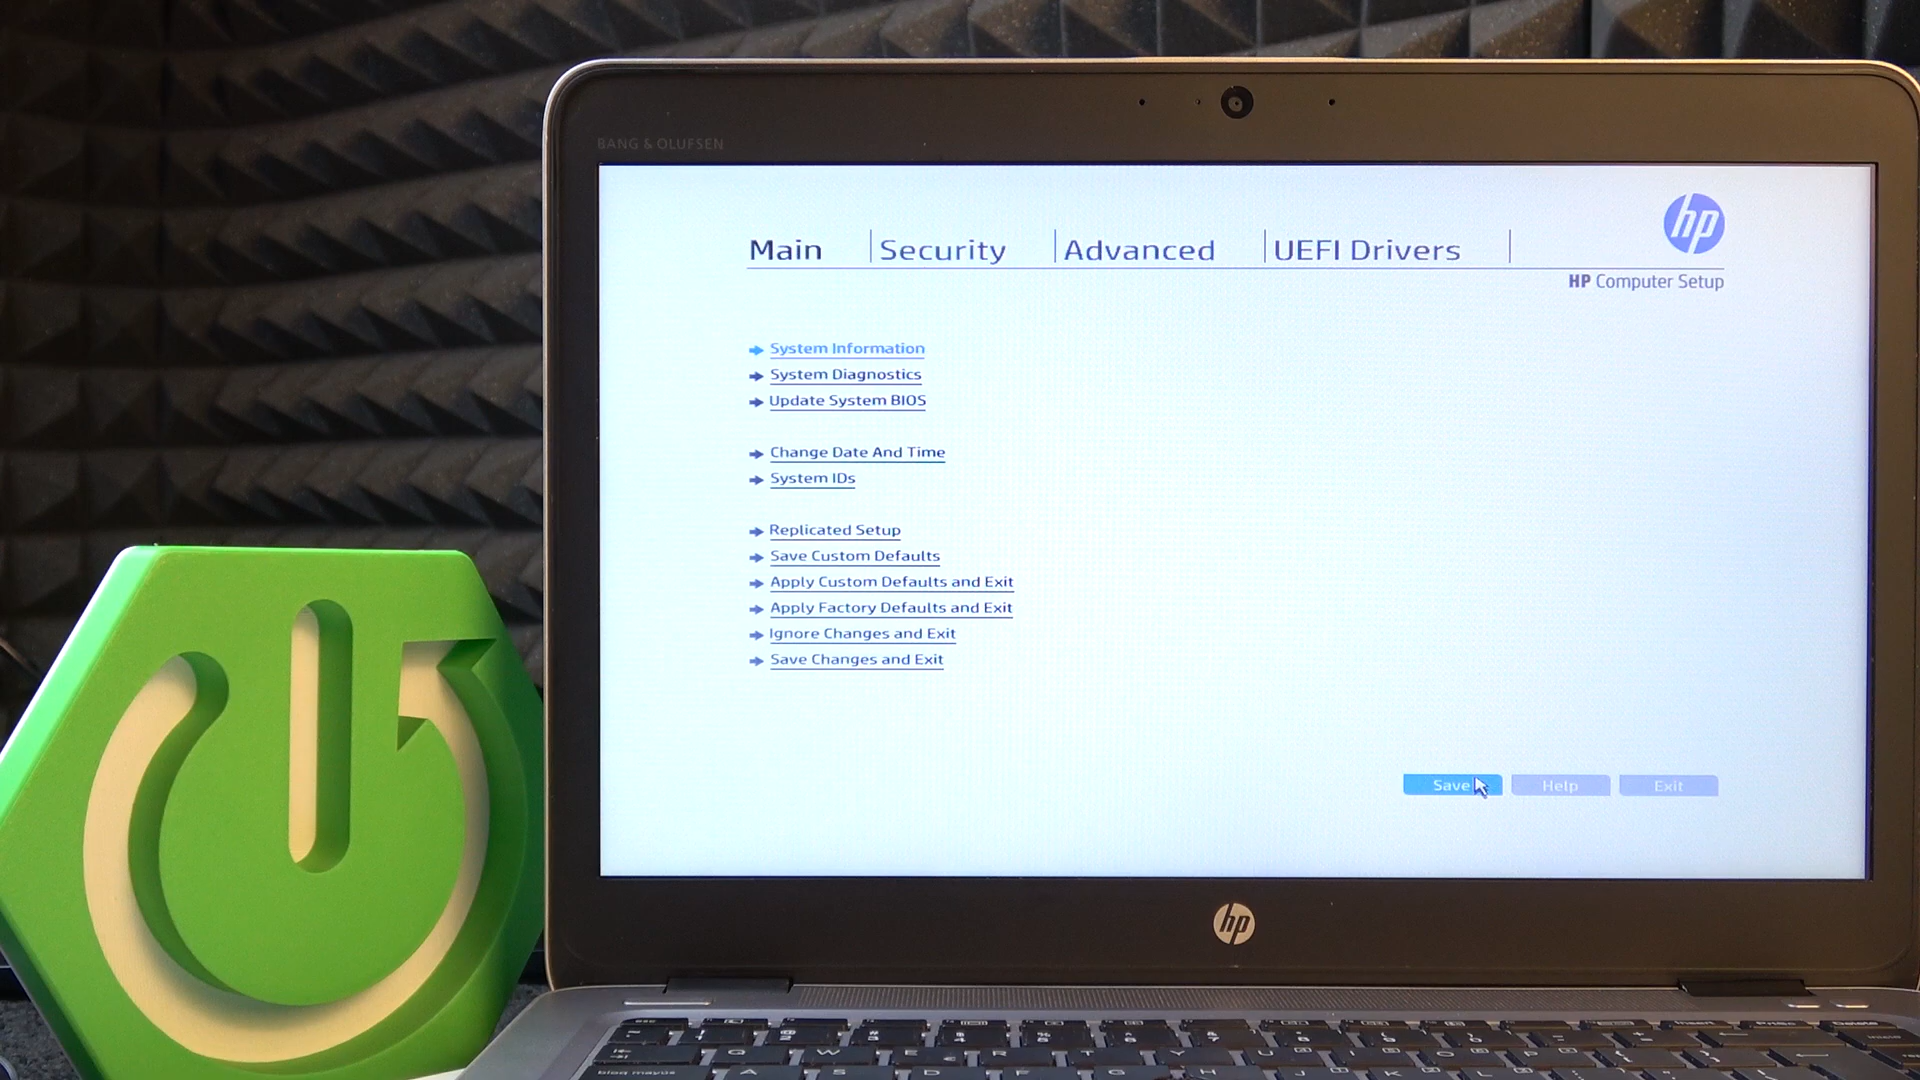 BANG & OLUFSEN
hp
Main
Security
Advanced
UEFI Drivers
HP Computer Setup
System Information
System Diagnostics
Update System BIOS
Change Date And Time
System IDs
Replicated Setup
Save Custom Defaults
Apply Custom Defaults and Exit
Apply Factory Defaults and Exit
Ignore Changes and Exit
Save Changes and Exit
Save
Help
Exit
hp
Q W E R T Y U I O P
bloq mayús A S D F G H J K L